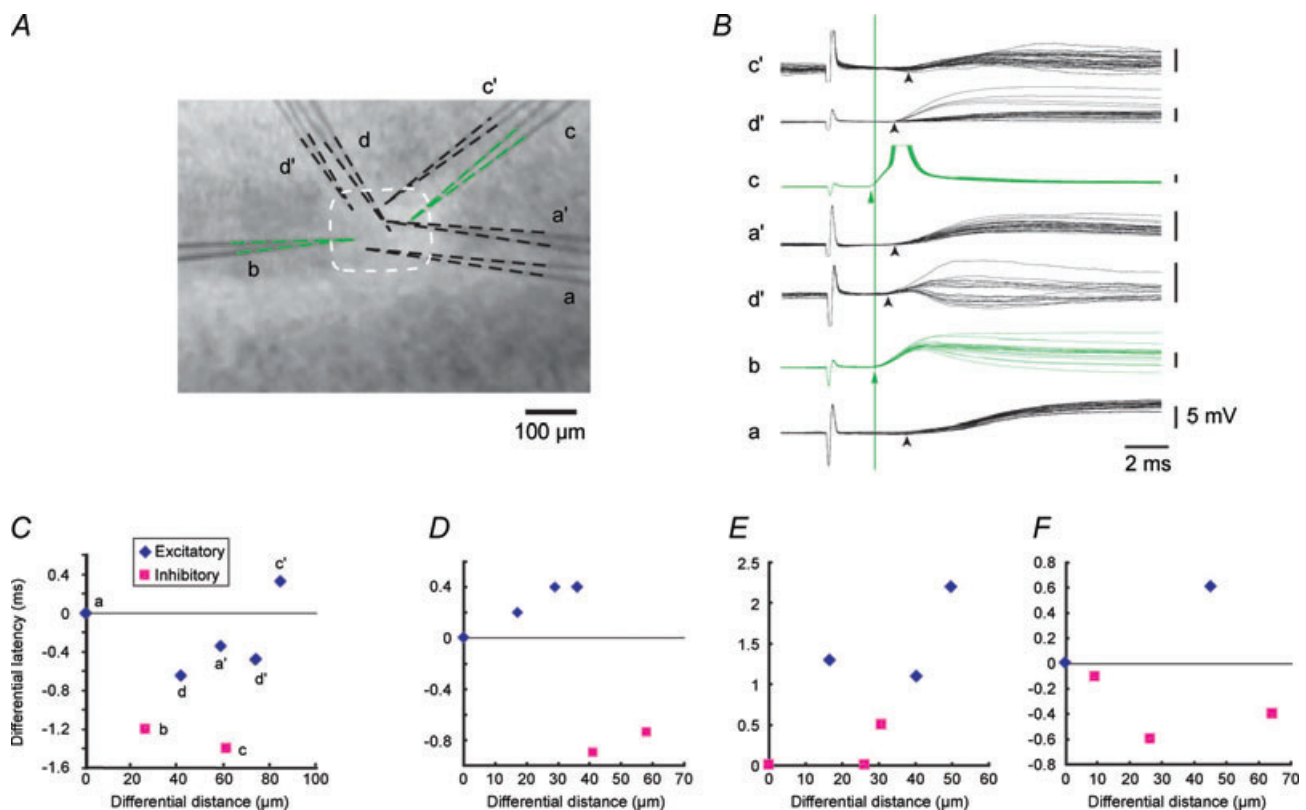 A
c'
c
d
d'
a'
b
a
100 µm
B
c'
d'
c
a'
d'
b
a
5 mV
2 ms
C
Excitatory
Inhibitory
c'
a
a'
d
d'
b
c
0.4
0
-0.4
-0.8
-1.2
-1.6
0 20 40 60 80 100
Differential latency (ms)
Differential distance (µm)
D
0.4
0
-0.4
-0.8
0 10 20 30 40 50 60 70
Differential distance (µm)
E
2.5
2
1.5
1
0.5
0
0 10 20 30 40 50 60
Differential distance (µm)
F
0.8
0.6
0.4
0.2
0
-0.2
-0.4
-0.6
-0.8
0 10 20 30 40 50 60 70
Differential distance (µm)